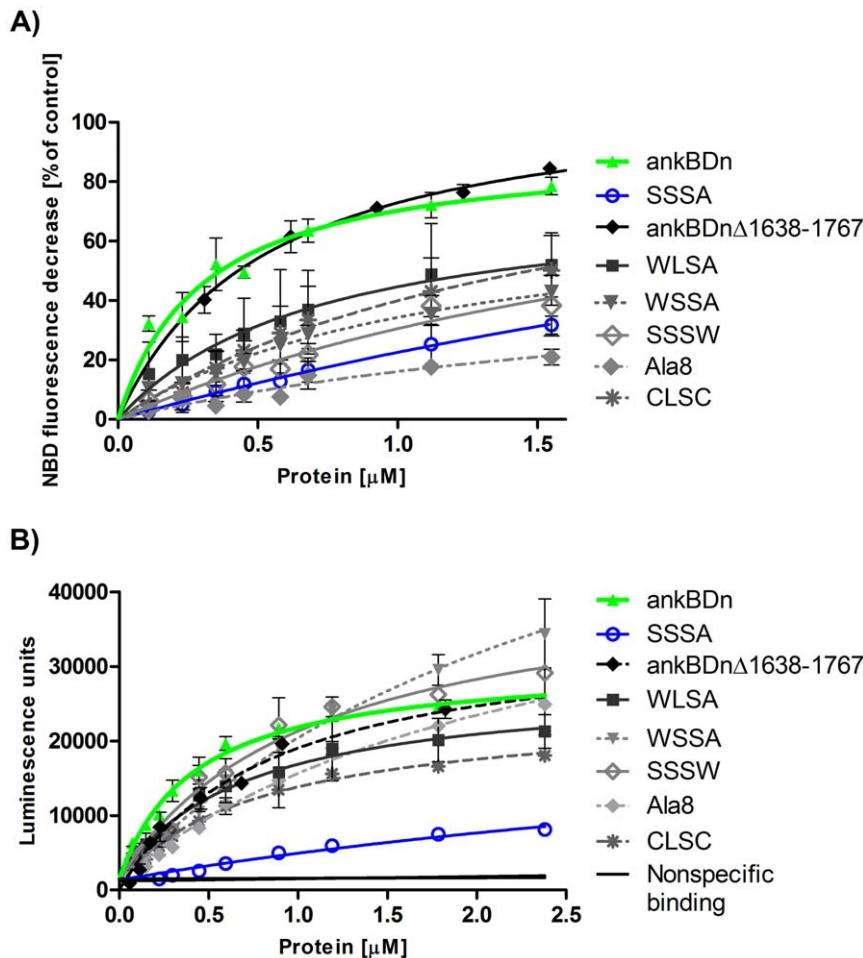 A)
NBD fluorescence decrease [% of control]
100
80
60
40
20
0
0.0 0.5 1.0 1.5
Protein [μM]
ankBDn
SSSA
ankBDnΔ1638-1767
WLSA
WSSA
SSSW
Ala8
CLSC
B)
Luminescence units
40000
30000
20000
10000
0
0.0 0.5 1.0 1.5 2.0 2.5
Protein [μM]
ankBDn
SSSA
ankBDnΔ1638-1767
WLSA
WSSA
SSSW
Ala8
CLSC
Nonspecific
binding